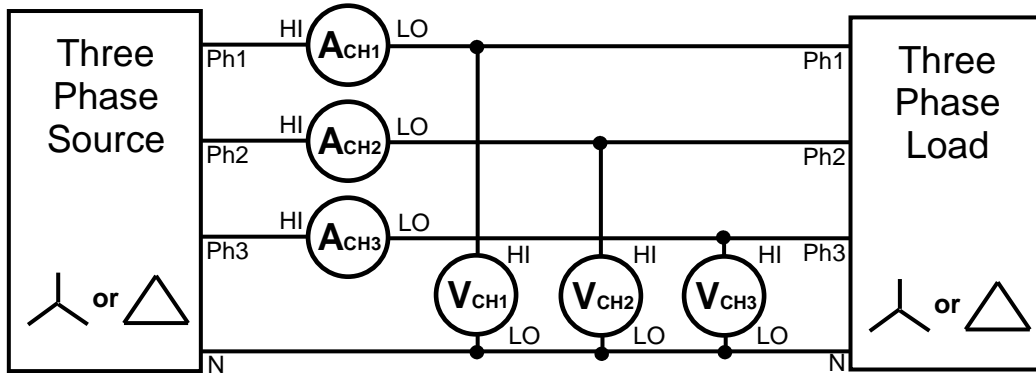 Three
Phase
Source
or
Ph1
Ph2
Ph3
N
HI ACH1 LO
HI ACH2 LO
HI ACH3 LO
HI
VCH1
LO
HI
VCH2
LO
HI
VCH3
LO
Ph1
Ph2
Ph3
N
Three
Phase
Load
or